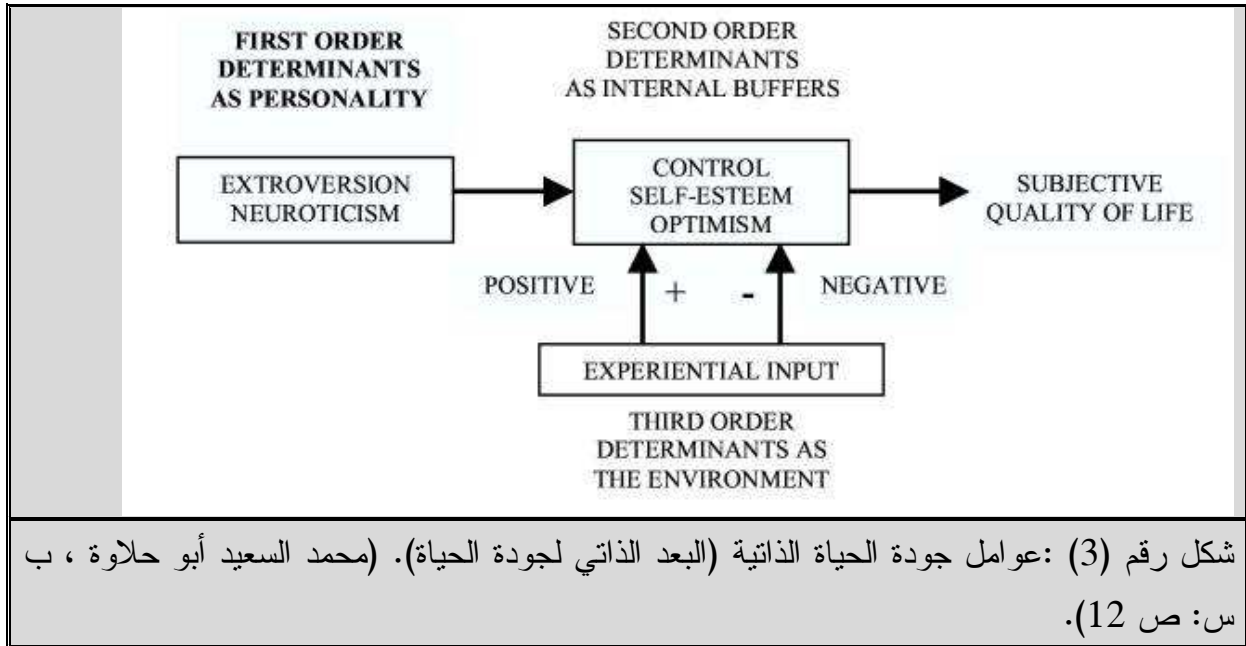 FIRST ORDER
DETERMINANTS
AS PERSONALITY
SECOND ORDER
DETERMINANTS
AS INTERNAL BUFFERS
EXTROVERSION
NEUROTICISM
CONTROL
SELF-ESTEEM
OPTIMISM
SUBJECTIVE
QUALITY OF LIFE
POSITIVE
+
-
NEGATIVE
EXPERIENTIAL INPUT
THIRD ORDER
DETERMINANTS AS
THE ENVIRONMENT
شكل رقم (3) :عوامل جودة الحياة الذاتية (البعد الذاتي لجودة الحياة). (محمد السعيد أبو حلاوة ، ب
س: ص 12).